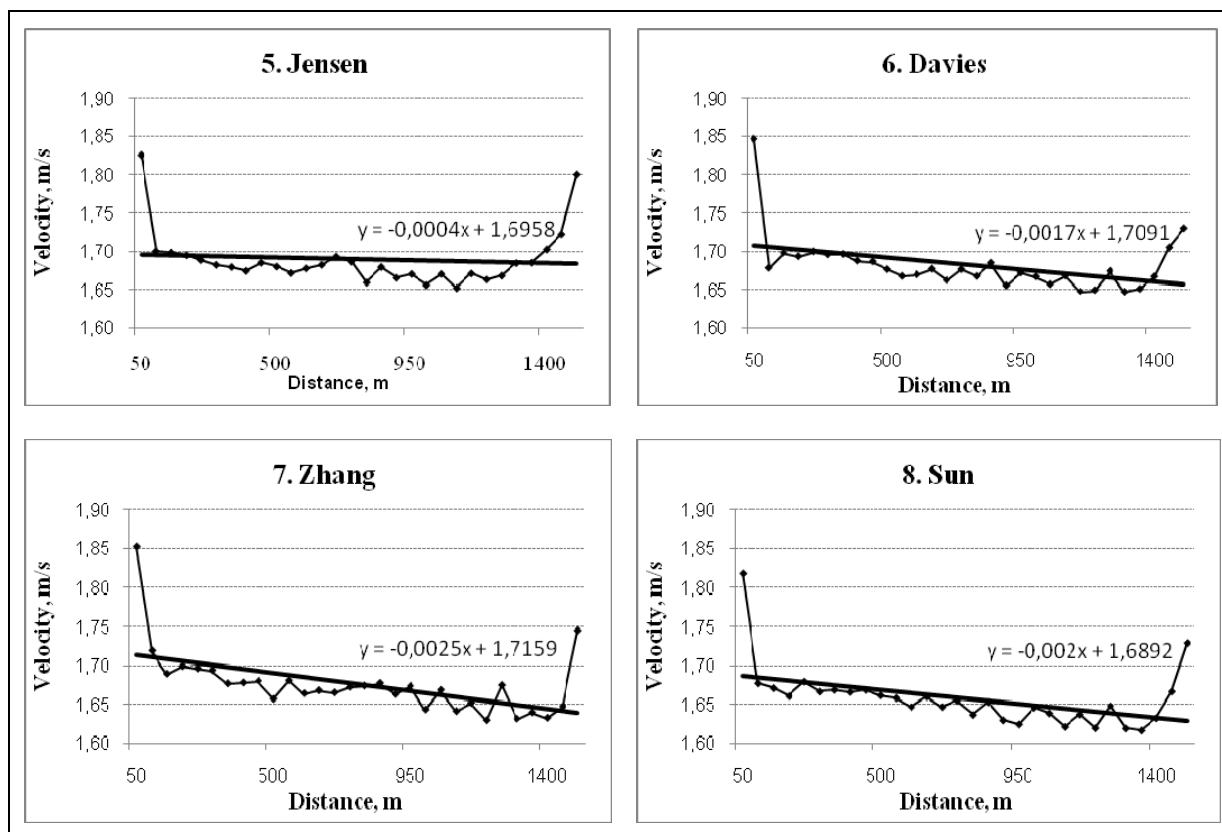 5. Jensen
Velocity, m/s
1,90
1,85
1,80
1,75
1,70
1,65
1,60
y = -0,0004x + 1,6958
50 500 950 1400
Distance, m
6. Davies
Velocity, m/s
1,90
1,85
1,80
1,75
1,70
1,65
1,60
y = -0,0017x + 1,7091
50 500 950 1400
Distance, m
7. Zhang
Velocity, m/s
1,90
1,85
1,80
1,75
1,70
1,65
1,60
y = -0,0025x + 1,7159
50 500 950 1400
Distance, m
8. Sun
Velocity, m/s
1,90
1,85
1,80
1,75
1,70
1,65
1,60
y = -0,002x + 1,6892
50 500 950 1400
Distance, m